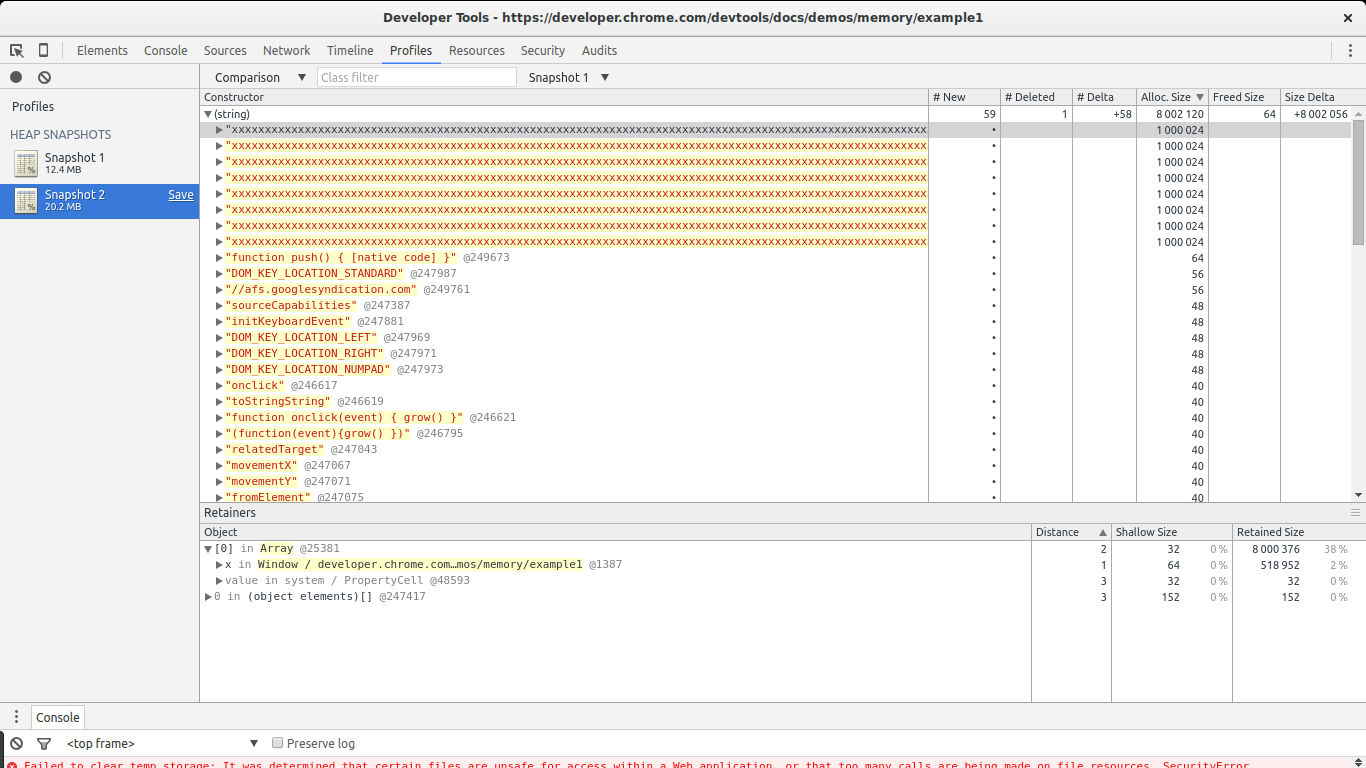 Developer Tools - https://developer.chrome.com/devtools/docs/demos/memory/example1
Elements Console Sources Network Timeline Profiles Resources Security Audits
Comparison Class filter Snapshot 1
Profiles
HEAP SNAPSHOTS
Snapshot 1
12.4 MB
Snapshot 2 Save
20.2 MB
Constructor # New # Deleted # Delta Alloc. Size Freed Size Size Delta
(string) 59 1 +58 8 002 120 64 +8 002 056
"xxxxxxxxxxxxxxxxxxxxxxxxxxxxxxxxxxxxxxxxxxxxxxxxxxxxxxxxxxxxxxxxxxxxxxxxxxxxxxxxxxxxxxxxxxxxxxxxxxxxxxxxx • 1 000 024
"xxxxxxxxxxxxxxxxxxxxxxxxxxxxxxxxxxxxxxxxxxxxxxxxxxxxxxxxxxxxxxxxxxxxxxxxxxxxxxxxxxxxxxxxxxxxxxxxxxxxxxxxx • 1 000 024
"xxxxxxxxxxxxxxxxxxxxxxxxxxxxxxxxxxxxxxxxxxxxxxxxxxxxxxxxxxxxxxxxxxxxxxxxxxxxxxxxxxxxxxxxxxxxxxxxxxxxxxxxx • 1 000 024
"xxxxxxxxxxxxxxxxxxxxxxxxxxxxxxxxxxxxxxxxxxxxxxxxxxxxxxxxxxxxxxxxxxxxxxxxxxxxxxxxxxxxxxxxxxxxxxxxxxxxxxxxx • 1 000 024
"xxxxxxxxxxxxxxxxxxxxxxxxxxxxxxxxxxxxxxxxxxxxxxxxxxxxxxxxxxxxxxxxxxxxxxxxxxxxxxxxxxxxxxxxxxxxxxxxxxxxxxxxx • 1 000 024
"xxxxxxxxxxxxxxxxxxxxxxxxxxxxxxxxxxxxxxxxxxxxxxxxxxxxxxxxxxxxxxxxxxxxxxxxxxxxxxxxxxxxxxxxxxxxxxxxxxxxxxxxx • 1 000 024
"xxxxxxxxxxxxxxxxxxxxxxxxxxxxxxxxxxxxxxxxxxxxxxxxxxxxxxxxxxxxxxxxxxxxxxxxxxxxxxxxxxxxxxxxxxxxxxxxxxxxxxxxx • 1 000 024
"xxxxxxxxxxxxxxxxxxxxxxxxxxxxxxxxxxxxxxxxxxxxxxxxxxxxxxxxxxxxxxxxxxxxxxxxxxxxxxxxxxxxxxxxxxxxxxxxxxxxxxxxx • 1 000 024
"function push() { [native code] }" @249673 • 64
"DOM_KEY_LOCATION_STANDARD" @247987 • 56
"//afs.googlesyndication.com" @249761 • 56
"sourceCapabilities" @247387 • 48
"initKeyboardEvent" @247881 • 48
"DOM_KEY_LOCATION_LEFT" @247969 • 48
"DOM_KEY_LOCATION_RIGHT" @247971 • 48
"DOM_KEY_LOCATION_NUMPAD" @247973 • 48
"onclick" @246617 • 40
"toStringString" @246619 • 40
"function onclick(event) { grow() }" @246621 • 40
"(function(event){grow() })" @246795 • 40
"relatedTarget" @247043 • 40
"movementX" @247067 • 40
"movementY" @247071 • 40
"fromElement" @247075 • 40
Retainers
Object Distance Shallow Size Retained Size
[0] in Array @25381 2 32 0 % 8 000 376 38 %
x in Window / developer.chrome.com…mos/memory/example1 @1387 1 64 0 % 518 952 2 %
value in system / PropertyCell @48593 3 32 0 % 32 0 %
0 in (object elements)[] @247417 3 152 0 % 152 0 %
Console
<top frame> Preserve log
Failed to clear temp storage: It was determined that certain files are unsafe for access within a Web application, or that too many calls are being made on file resources. SecurityError